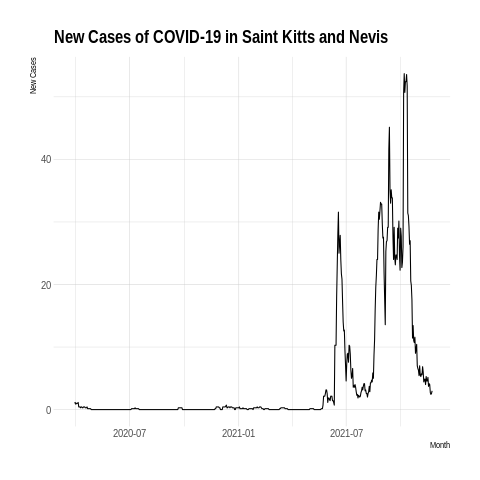 New Cases of COVID-19 in Saint Kitts and Nevis
New Cases
40
20
0
2020-07 2021-01 2021-07
Month